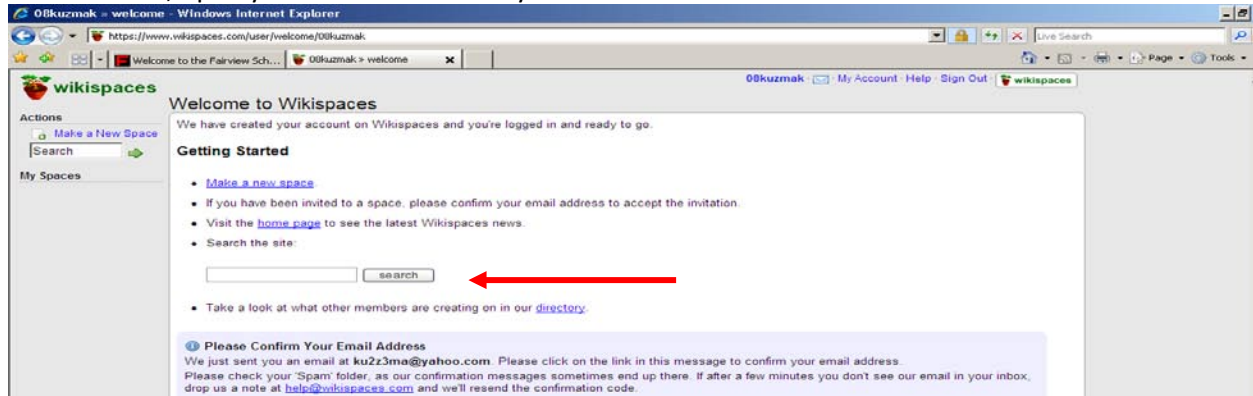 08kuzmak » welcome - Windows Internet Explorer
https://www.wikispaces.com/user/welcome/08kuzmak
Live Search
Welcome to the Fairview Sch...
08kuzmak > welcome
Page
Tools
wikispaces
08kuzmak · My Account · Help · Sign Out · wikispaces
Welcome to Wikispaces
Actions
Make a New Space
Search
My Spaces
We have created your account on Wikispaces and you're logged in and ready to go.
Getting Started
• Make a new space.
• If you have been invited to a space, please confirm your email address to accept the invitation.
• Visit the home page to see the latest Wikispaces news.
• Search the site:
search
• Take a look at what other members are creating on in our directory.
Please Confirm Your Email Address
We just sent you an email at ku2z3ma@yahoo.com. Please click on the link in this message to confirm your email address.
Please check your 'Spam' folder, as our confirmation messages sometimes end up there. If after a few minutes you don't see our email in your inbox,
drop us a note at help@wikispaces.com and we'll resend the confirmation code.